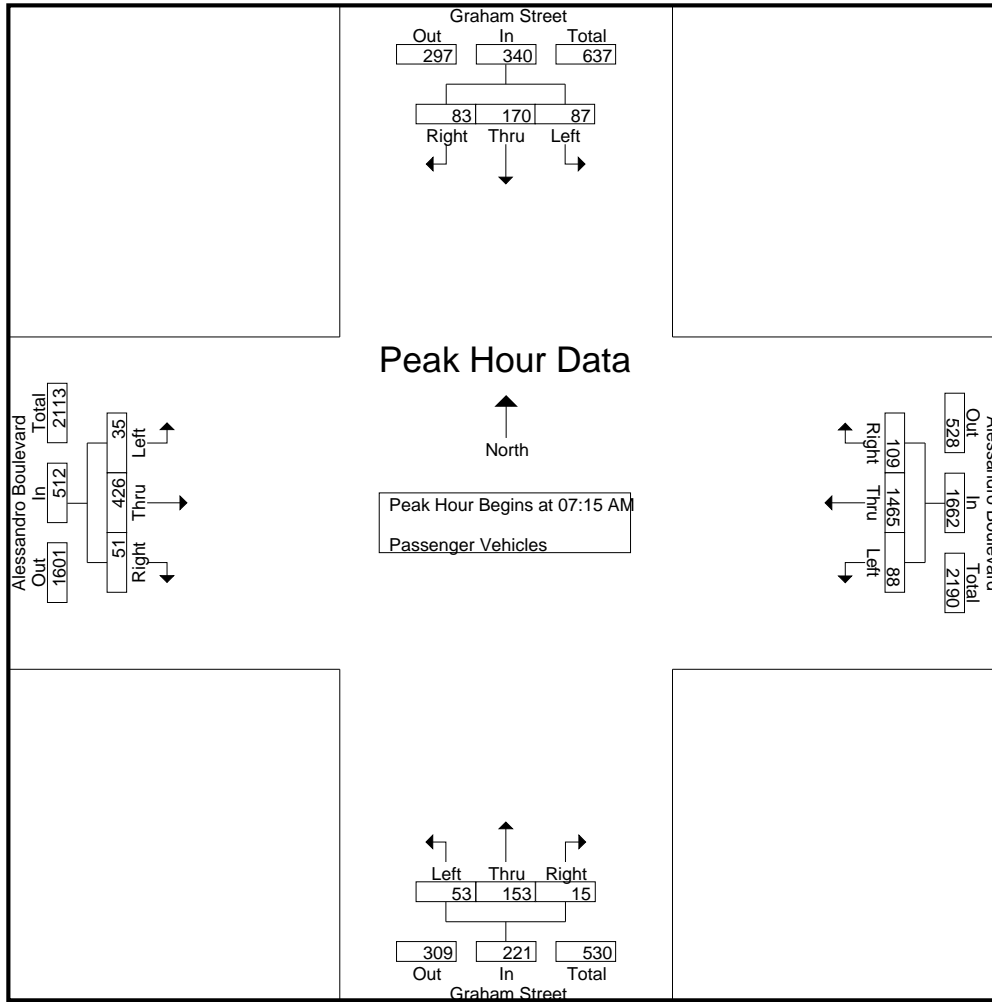 Graham Street
Out In Total
297 340 637
83 170 87
Right Thru Left
Peak Hour Data
North
Peak Hour Begins at 07:15 AM
Passenger Vehicles
Alessandro Boulevard
Out In Total
1601 512 2113
51 426 35
Right Thru Left
Alessandro Boulevard
Out In Total
528 1662 2190
109 1465 88
Right Thru Left
Left Thru Right
53 153 15
309 221 530
Out In Total
Graham Street